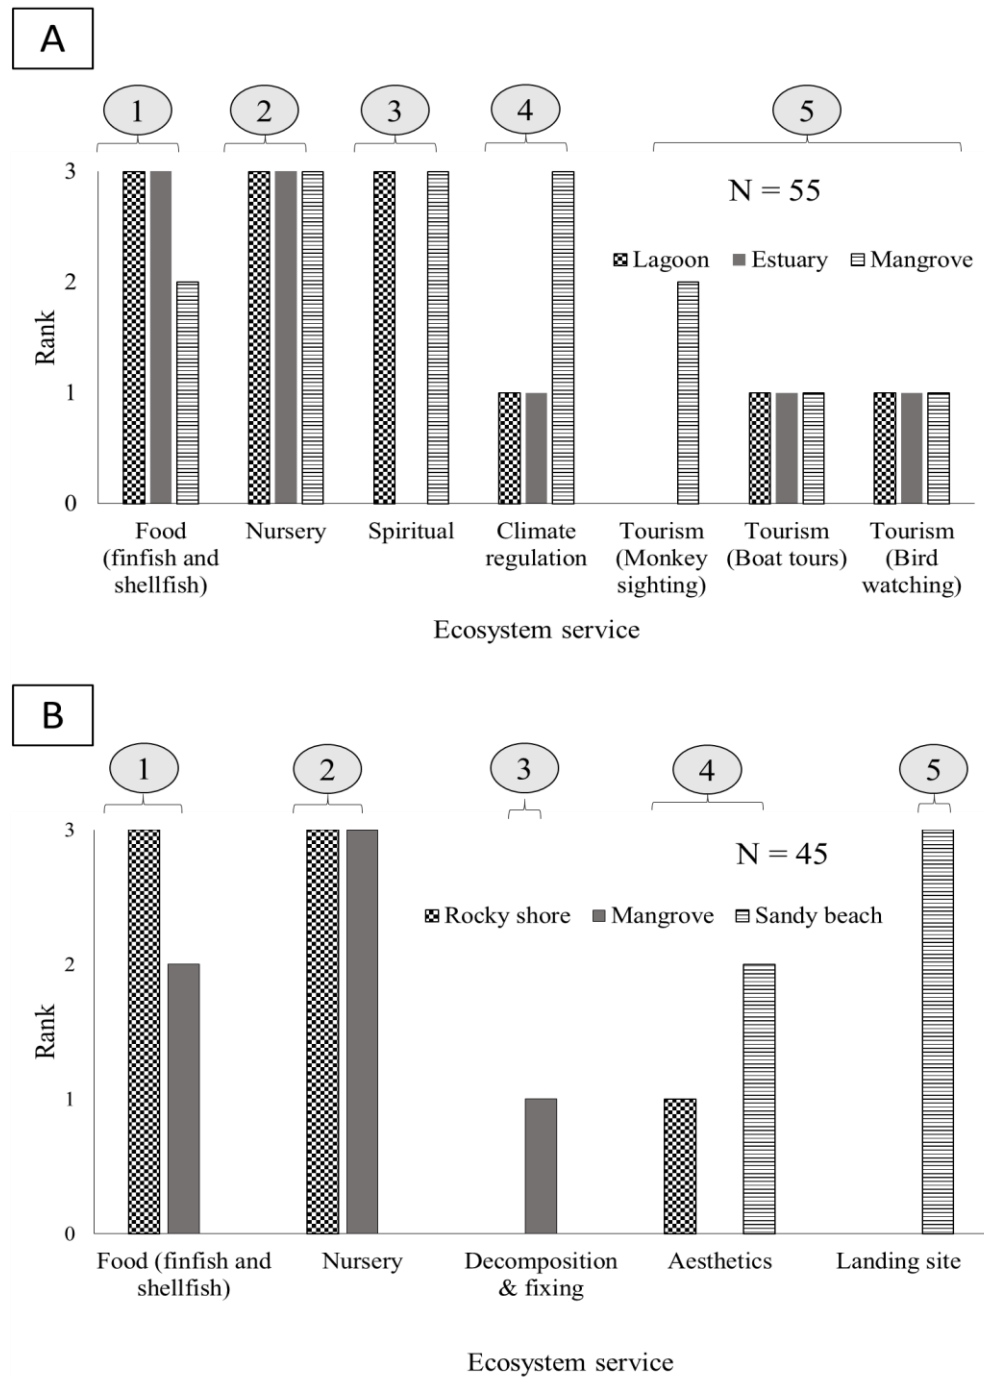 A
1 2 3 4 5
3
N = 55
Lagoon Estuary Mangrove
2
Rank
1
0
Food (finfish and shellfish)
Nursery
Spiritual
Climate regulation
Tourism (Monkey sighting)
Tourism (Boat tours)
Tourism (Bird watching)
Ecosystem service
B
1 2 3 4 5
3
N = 45
Rocky shore Mangrove Sandy beach
2
Rank
1
0
Food (finfish and shellfish)
Nursery
Decomposition & fixing
Aesthetics
Landing site
Ecosystem service